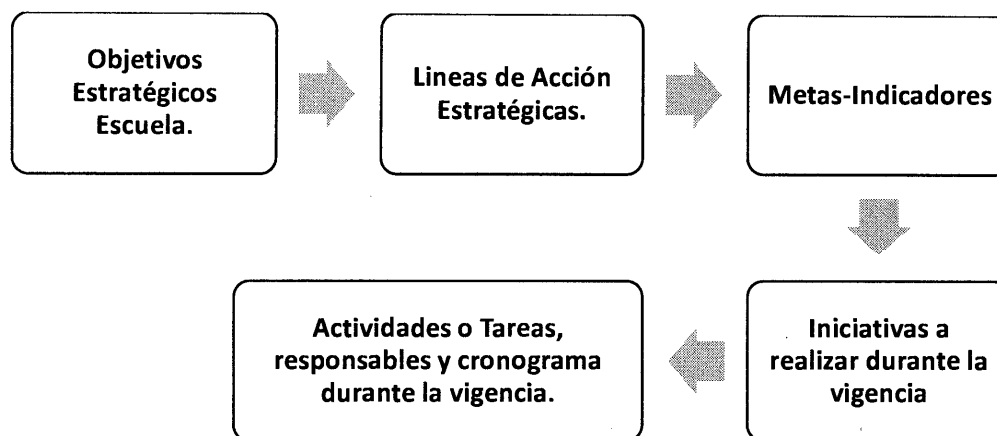 Objetivos
Estratégicos
Escuela.
Lineas de Acción
Estratégicas.
Metas-Indicadores
Iniciativas a
realizar durante la
vigencia
Actividades o Tareas,
responsables y cronograma
durante la vigencia.